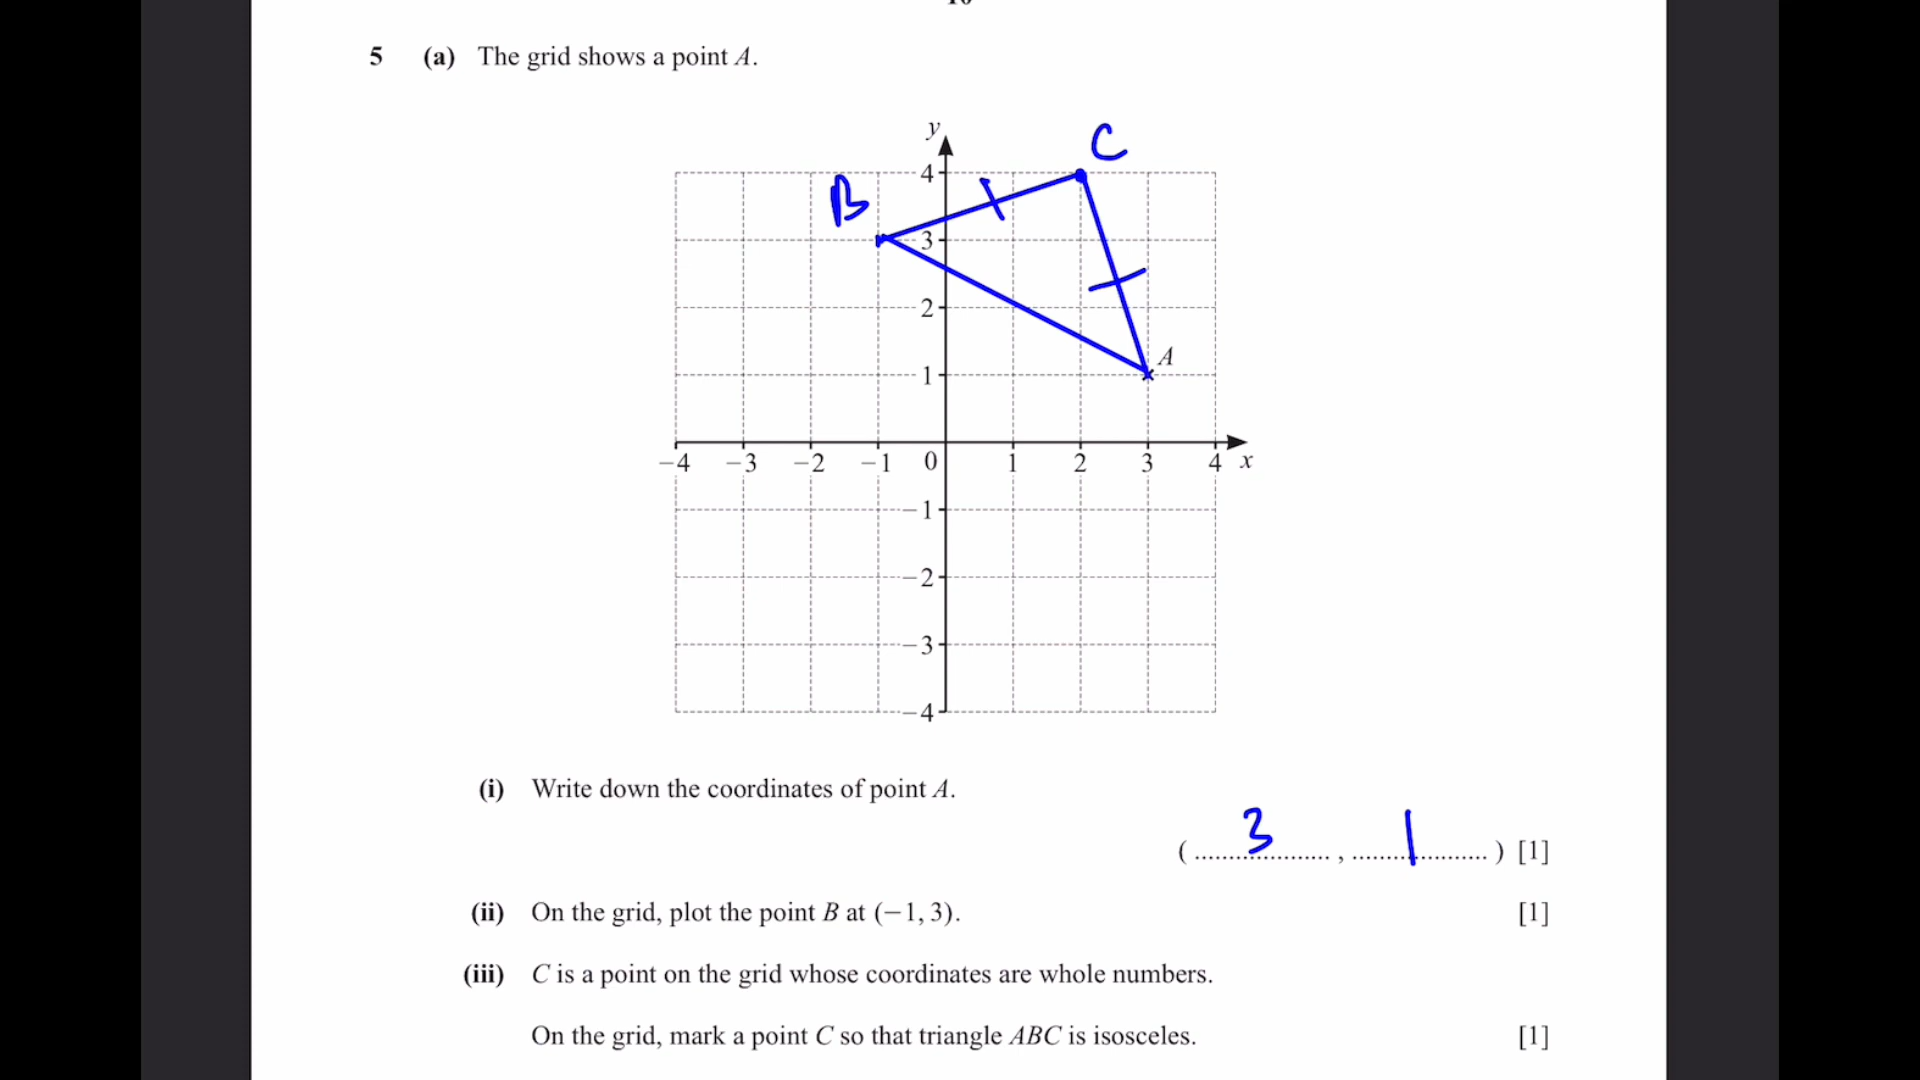 5 (a) The grid shows a point A.
y
C
4
B
3
2
A
1
−4 −3 −2 −1 0 1 2 3 4 x
−1
−2
−3
−4
(i) Write down the coordinates of point A.
( .......... 3 .......... , .......... 1 .......... ) [1]
(ii) On the grid, plot the point B at (−1, 3). [1]
(iii) C is a point on the grid whose coordinates are whole numbers.
On the grid, mark a point C so that triangle ABC is isosceles. [1]